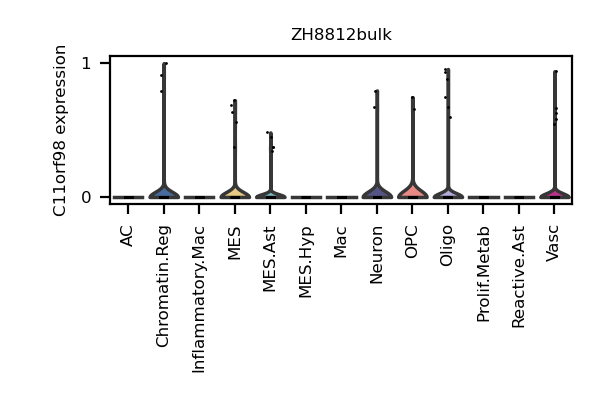 ZH8812bulk
C11orf98 expression
1
0
AC
Chromatin.Reg
Inflammatory.Mac
MES
MES.Ast
MES.Hyp
Mac
Neuron
OPC
Oligo
Prolif.Metab
Reactive.Ast
Vasc